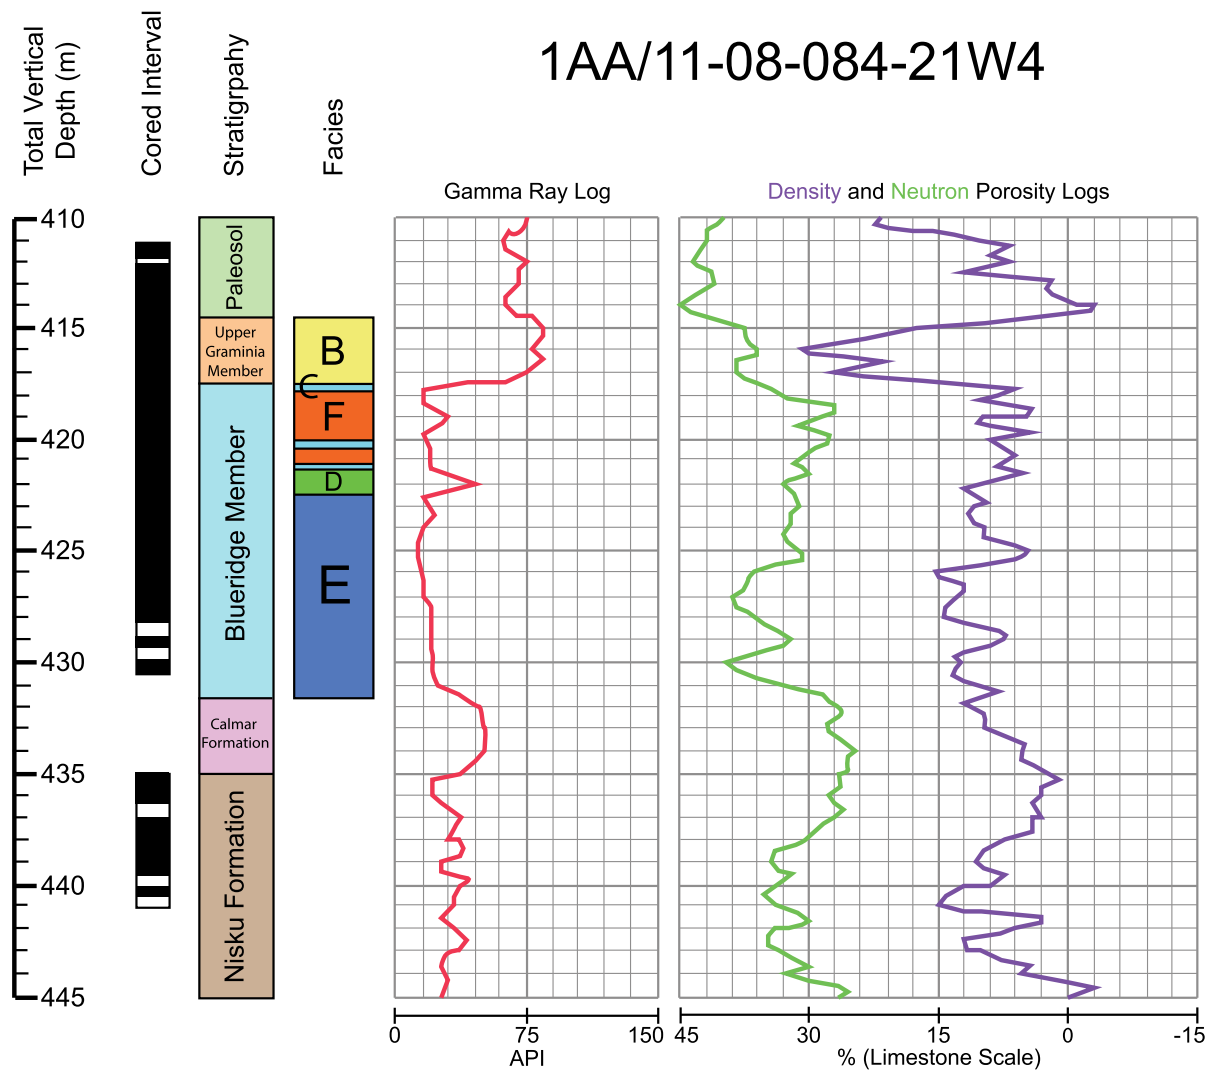 1AA/11-08-084-21W4
Total Vertical
Depth (m)
Cored Interval
Stratigrpahy
Facies
Gamma Ray Log
Density and Neutron Porosity Logs
410
415
420
425
430
435
440
445
Paleosol
Upper
Graminia
Member
Blueridge Member
Calmar
Formation
Nisku Formation
B
C
F
D
E
0
75
150
API
45
30
15
0
-15
% (Limestone Scale)